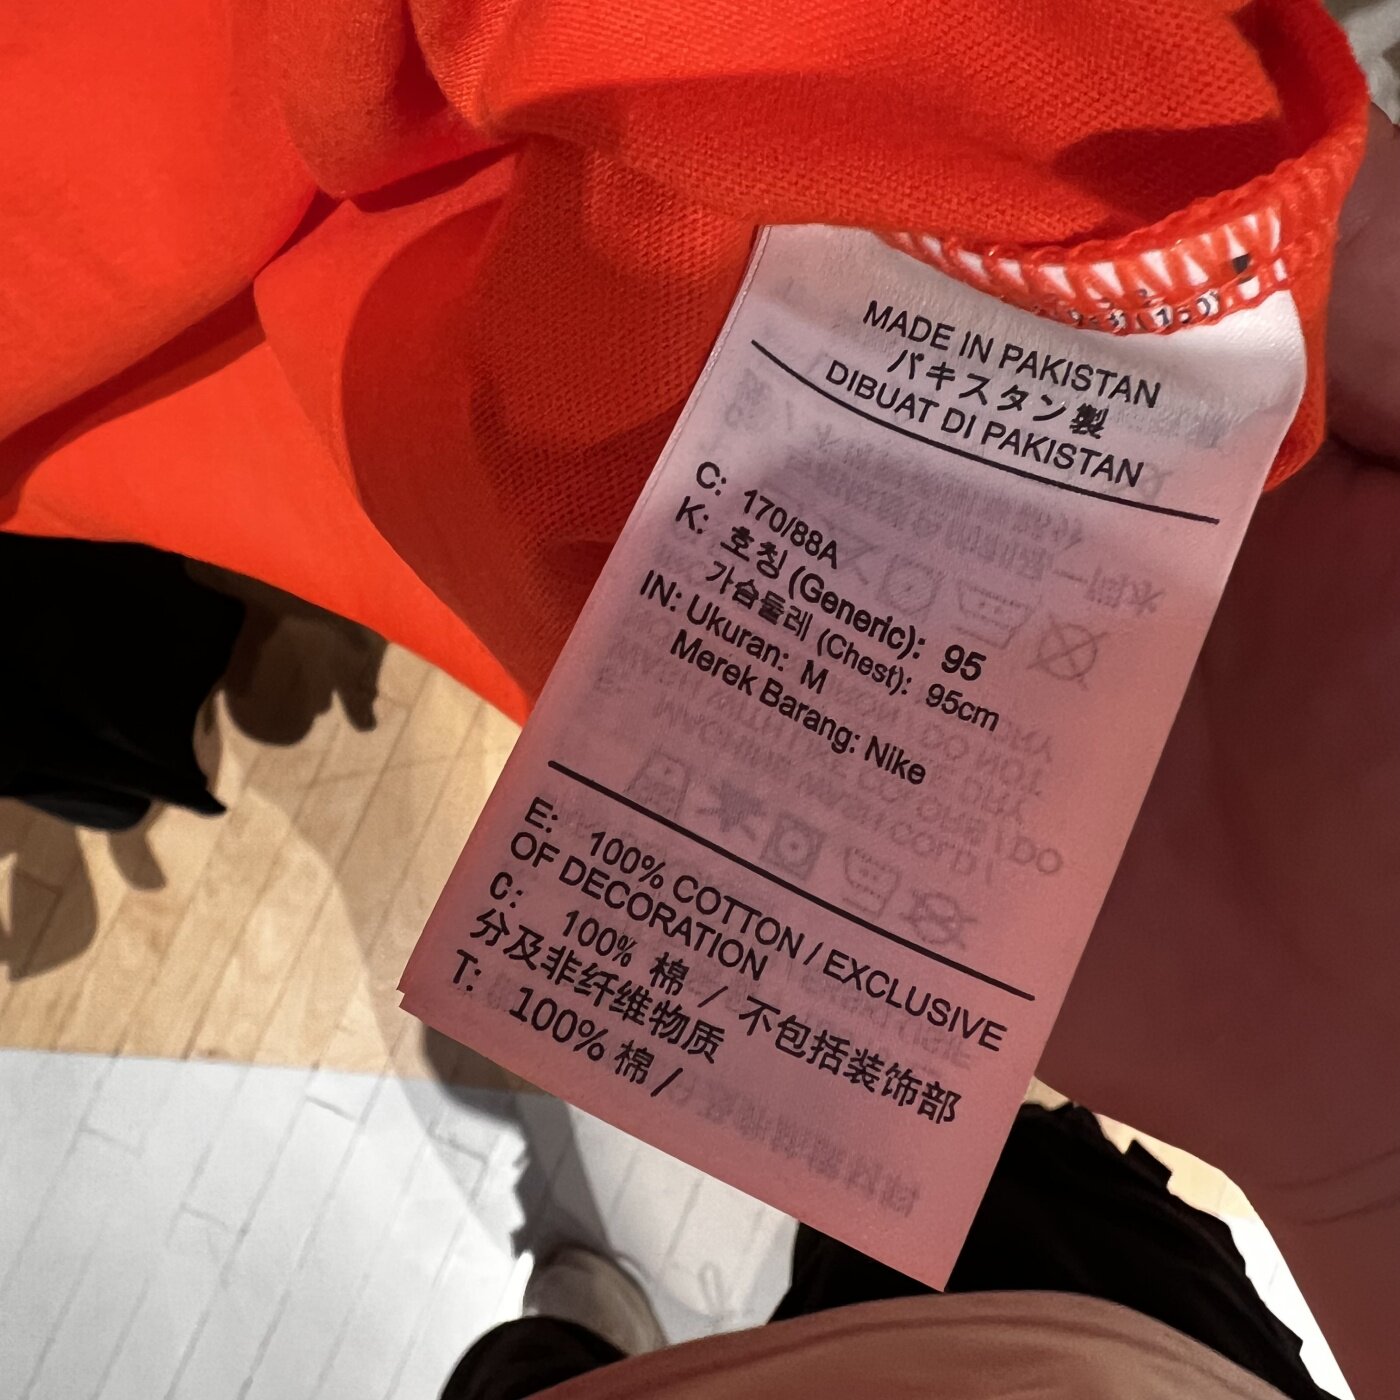 MADE IN PAKISTAN
パキスタン製
DIBUAT DI PAKISTAN
C: 170/88A
K: 호칭 (Generic): 95
가슴둘레 (Chest): 95cm
IN: Ukuran: M
Merek Barang: Nike
E: 100% COTTON / EXCLUSIVE
OF DECORATION
C: 100% 棉 / 不包括装饰部
分及非纤维物质
T: 100% 棉 /